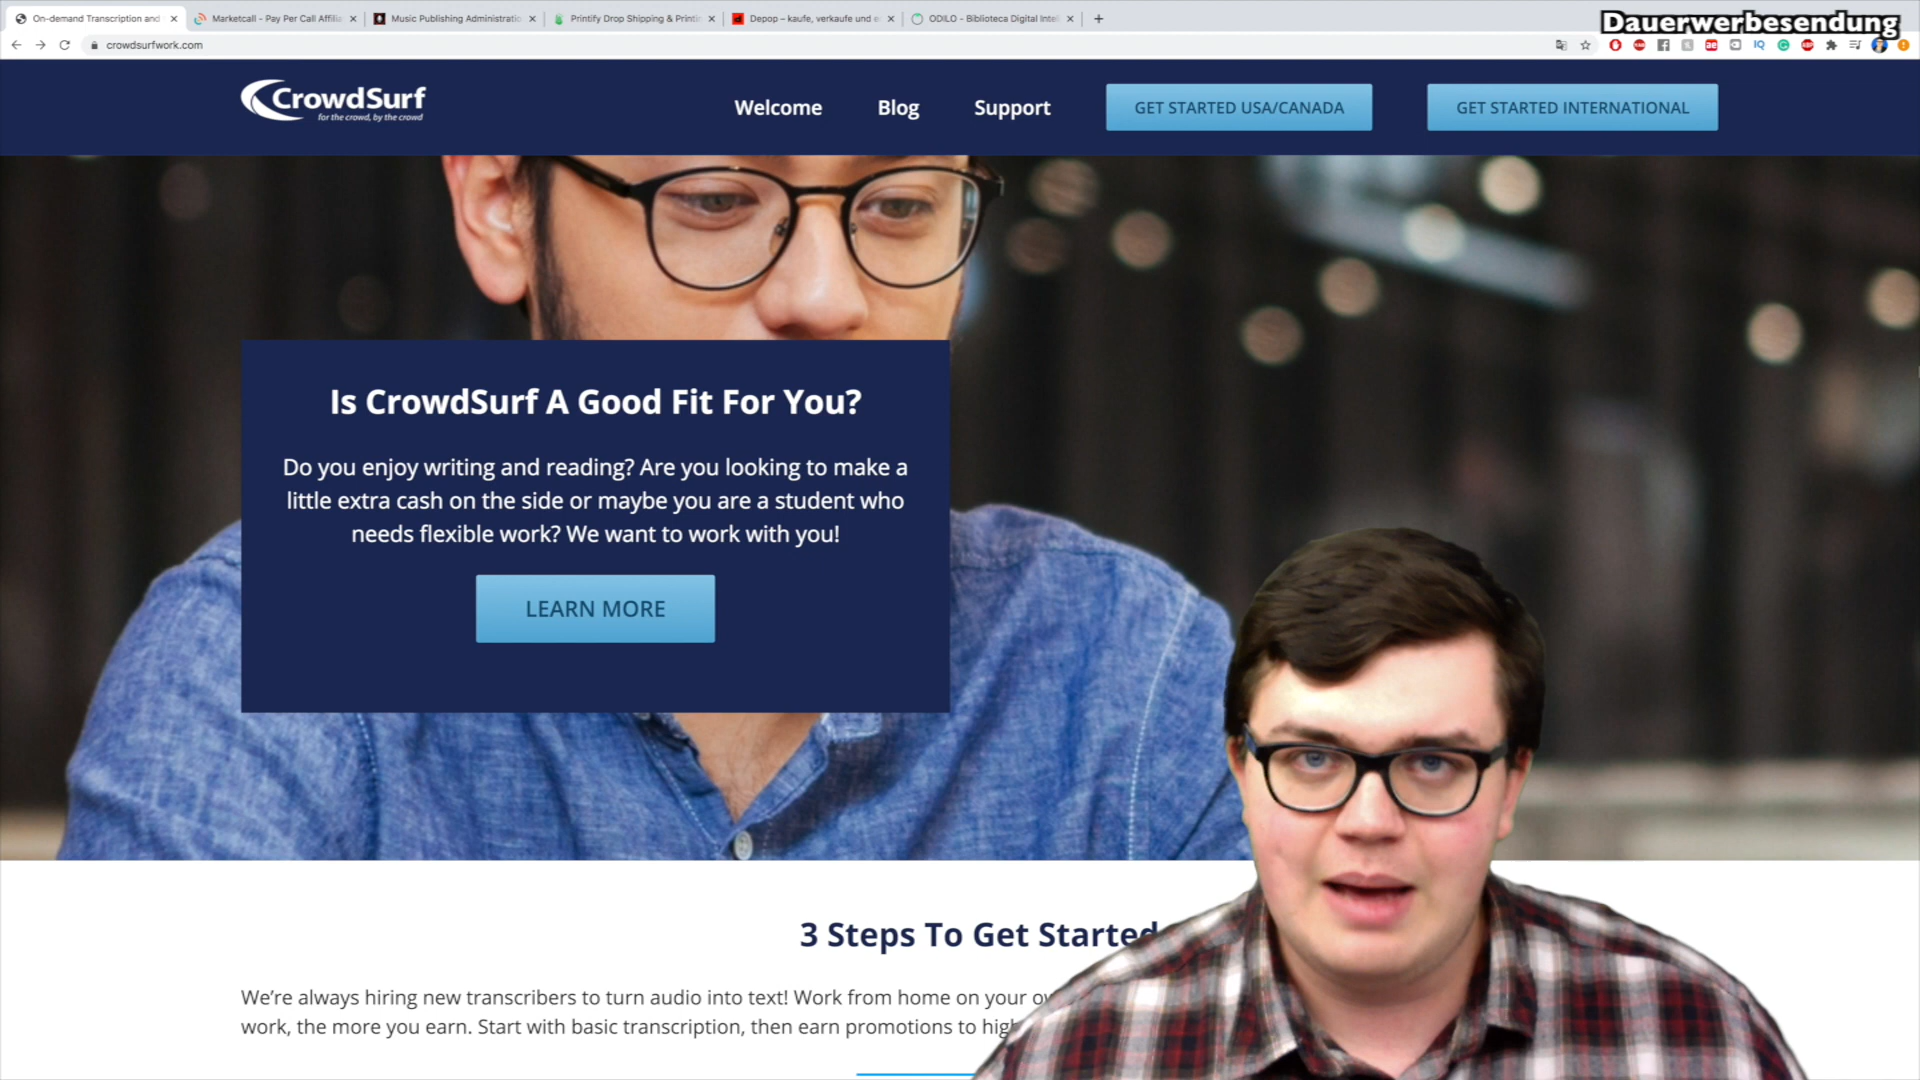 On-demand Transcription and
Marketcall - Pay Per Call Affilia
Music Publishing Administratio
Printify Drop Shipping & Printi
Depop – kaufe, verkaufe und e
ODILO - Biblioteca Digital Inteli
Dauerwerbesendung
crowdsurfwork.com
CrowdSurf
for the crowd, by the crowd
Welcome
Blog
Support
GET STARTED USA/CANADA
GET STARTED INTERNATIONAL
Is CrowdSurf A Good Fit For You?
Do you enjoy writing and reading? Are you looking to make a
little extra cash on the side or maybe you are a student who
needs flexible work? We want to work with you!
LEARN MORE
3 Steps To Get Started
We're always hiring new transcribers to turn audio into text! Work from home on your ow
work, the more you earn. Start with basic transcription, then earn promotions to high